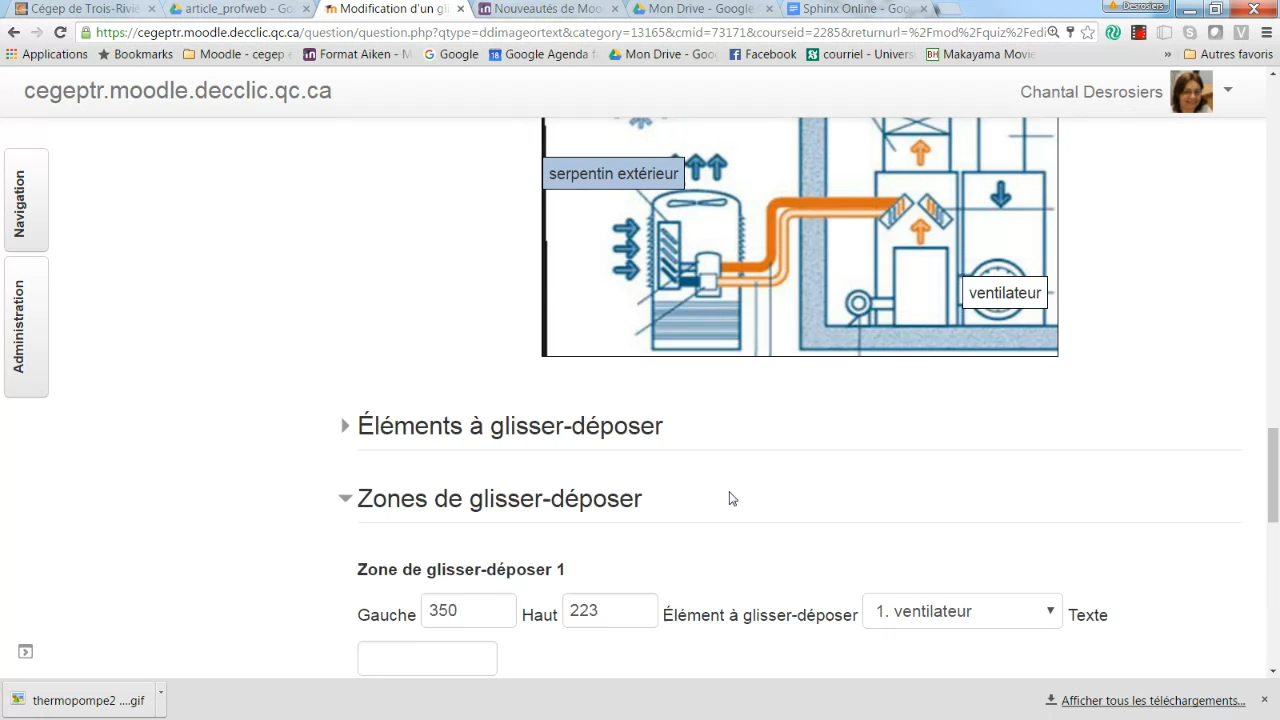 Cégep de Trois-Riviè ×
article_profweb - Go ×
Modification d'un gli ×
Nouveautés de Moo ×
Mon Drive - Google ×
Sphinx Online - Goo ×
Desrosiers
https://cegeptr.moodle.decclic.qc.ca/question/question.php?qtype=ddimageortext&category=13165&cmid=73171&courseid=2285&returnurl=%2Fmod%2Fquiz%2Fedi
Applications
Bookmarks
Moodle - cegep e
Format Aiken - M
Google
Google Agenda
Mon Drive - Goo
Facebook
courriel - Univers
Makayama Movie
»
Autres favoris
cegeptr.moodle.decclic.qc.ca
Chantal Desrosiers
Navigation
Administration
serpentin extérieur
ventilateur
Éléments à glisser-déposer
Zones de glisser-déposer
Zone de glisser-déposer 1
Gauche 350 Haut 223 Élément à glisser-déposer 1. ventilateur Texte
thermopompe2 ....gif
Afficher tous les téléchargements... ×